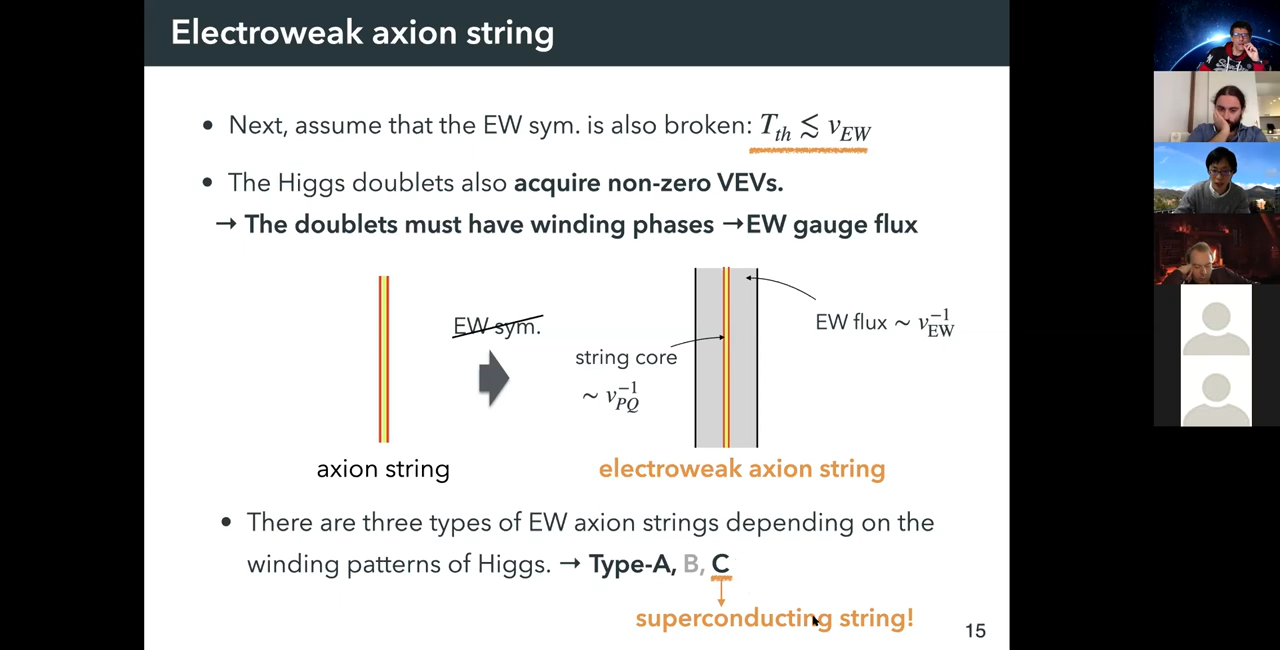 Electroweak axion string
• Next, assume that the EW sym. is also broken: T_th ≲ v_EW
• The Higgs doublets also acquire non-zero VEVs.
→ The doublets must have winding phases →EW gauge flux
EW sym.
EW flux ~ v_EW^-1
string core
~ v_PQ^-1
axion string
electroweak axion string
• There are three types of EW axion strings depending on the
winding patterns of Higgs. → Type-A, B, C
superconducting string!
15